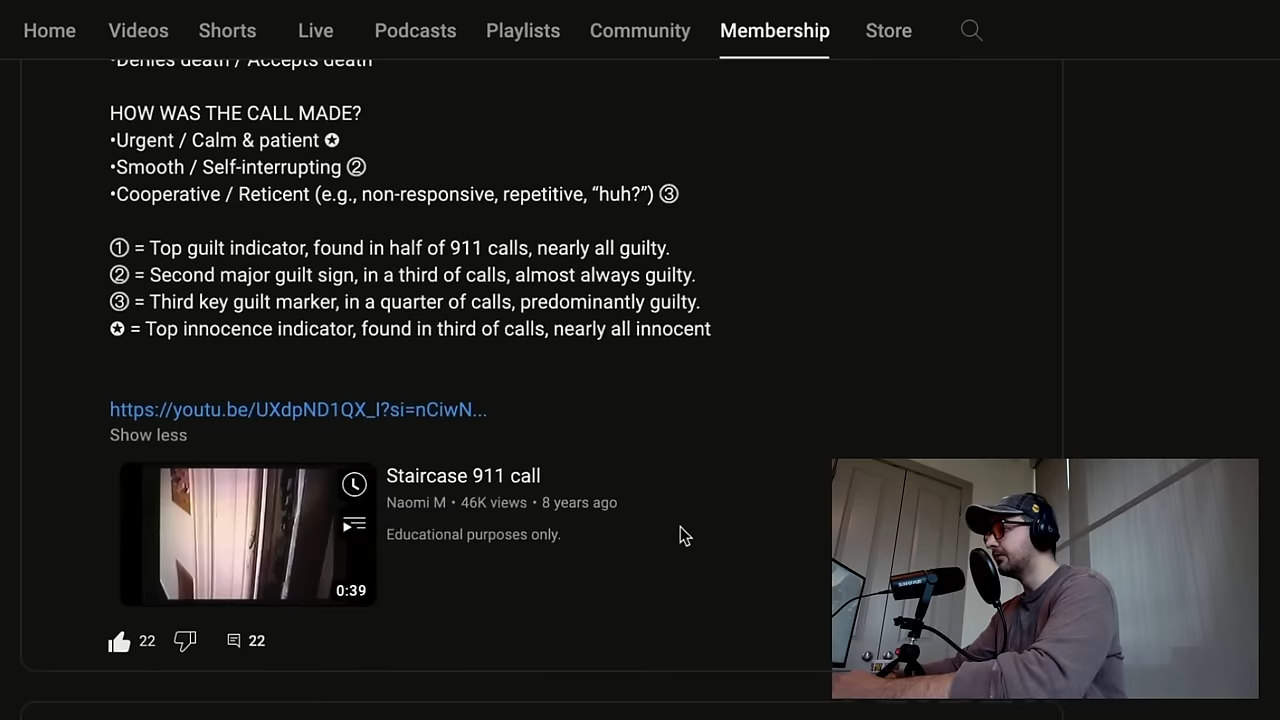 Home Videos Shorts Live Podcasts Playlists Community Membership Store
•Denies death / Accepts death
HOW WAS THE CALL MADE?
•Urgent / Calm & patient ✪
•Smooth / Self-interrupting ②
•Cooperative / Reticent (e.g., non-responsive, repetitive, “huh?”) ③
① = Top guilt indicator, found in half of 911 calls, nearly all guilty.
② = Second major guilt sign, in a third of calls, almost always guilty.
③ = Third key guilt marker, in a quarter of calls, predominantly guilty.
✪ = Top innocence indicator, found in third of calls, nearly all innocent
https://youtu.be/UXdpND1QX_I?si=nCiwN...
Show less
Staircase 911 call
Naomi M • 46K views • 8 years ago
Educational purposes only.
0:39
22 22